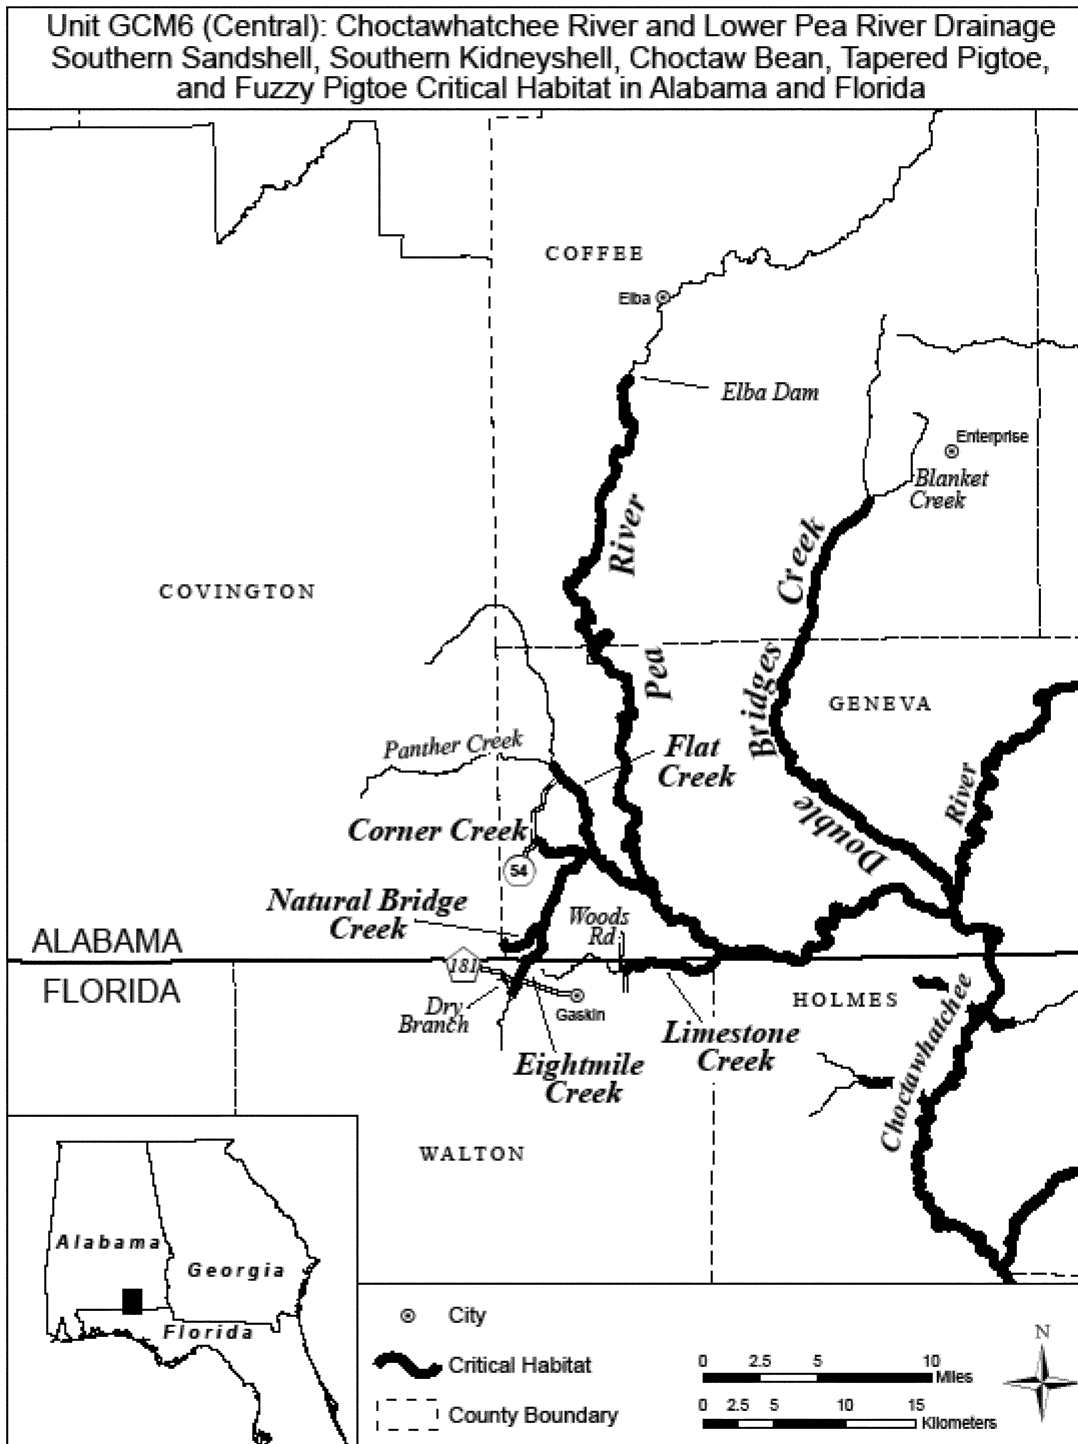 Unit GCM6 (Central): Choctawhatchee River and Lower Pea River Drainage
Southern Sandshell, Southern Kidneyshell, Choctaw Bean, Tapered Pigtoe,
and Fuzzy Pigtoe Critical Habitat in Alabama and Florida
COFFEE
Elba
Elba Dam
Enterprise
Blanket
Creek
River
Pea
Creek
Bridges
Double
COVINGTON
GENEVA
River
Panther Creek
Flat
Creek
Corner Creek
54
Natural Bridge
Creek
Woods
Rd
ALABAMA
FLORIDA
181
Dry
Branch
Gaskin
HOLMES
Choctawhatchee
Limestone
Creek
Eightmile
Creek
WALTON
Alabama
Georgia
Florida
City
Critical Habitat
County Boundary
0 2.5 5 10
Miles
0 2.5 5 10 15
Kilometers
N